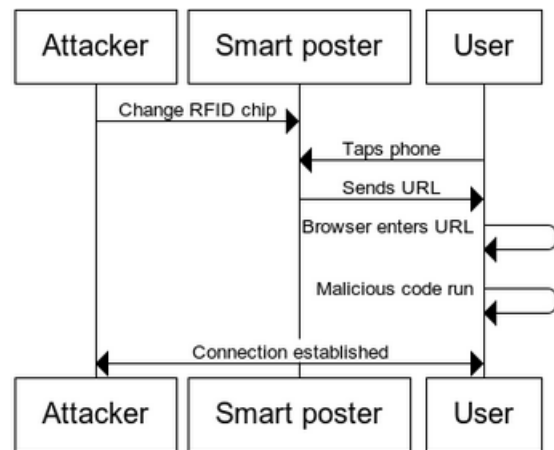 Attacker
Smart poster
User
Change RFID chip
Taps phone
Sends URL
Browser enters URL
Malicious code run
Connection established
Attacker
Smart poster
User